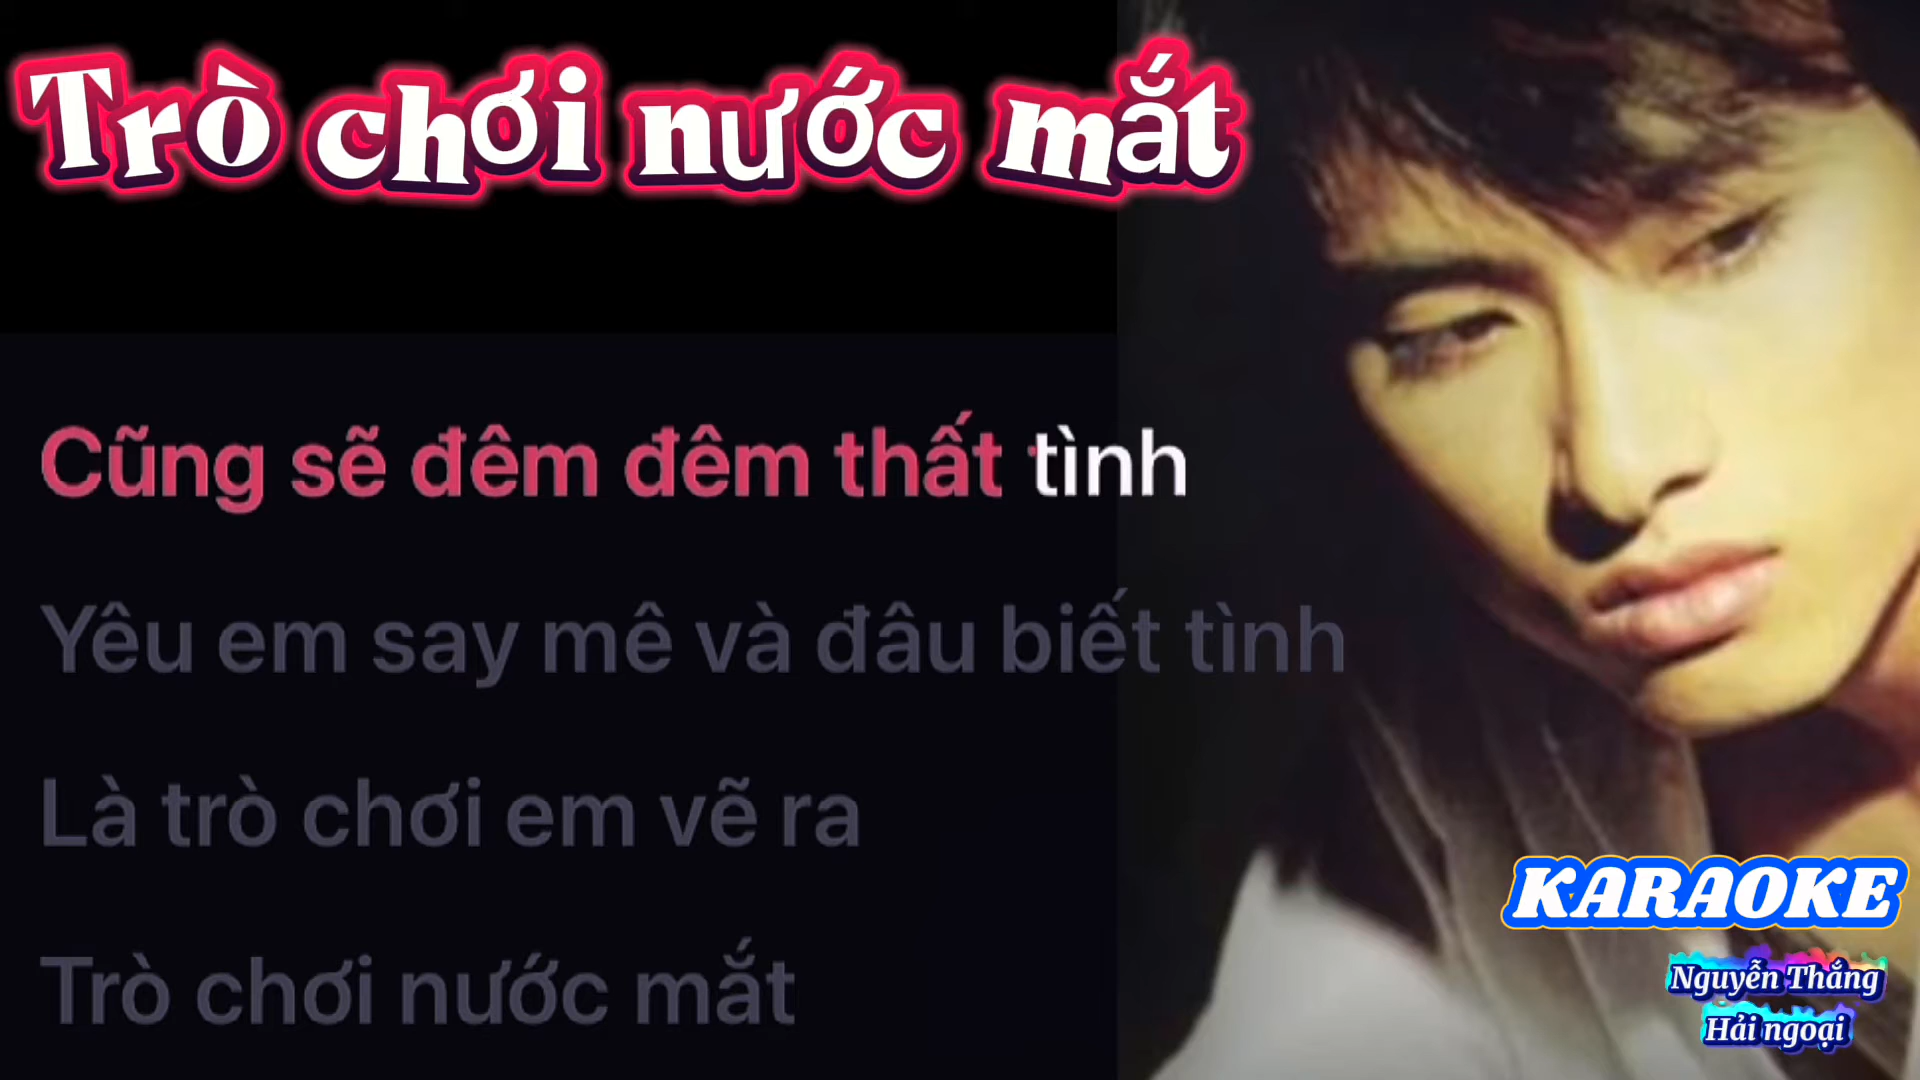 Trò chơi nước mắt
Cũng sẽ đêm đêm thất tình
Yêu em say mê và đâu biết tình
Là trò chơi em vẽ ra
Trò chơi nước mắt
KARAOKE
Nguyễn Thắng
Hải ngoại